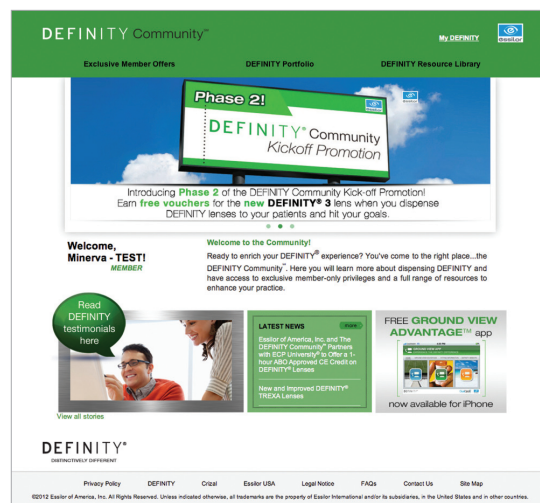 DEFINITY Community™
My DEFINITY
essilor
Exclusive Member Offers
DEFINITY Portfolio
DEFINITY Resource Library
Phase 2!
DEFINITY® Community
Kickoff Promotion
Introducing Phase 2 of the DEFINITY Community Kick-off Promotion!
Earn free vouchers for the new DEFINITY® 3 lens when you dispense
DEFINITY lenses to your patients and hit your goals.
Welcome,
Minerva - TEST!
MEMBER
Welcome to the Community!
Ready to enrich your DEFINITY® experience? You've come to the right place...the
DEFINITY Community™. Here you will learn more about dispensing DEFINITY and
have access to exclusive member-only privileges and a full range of resources to
enhance your practice.
Read
DEFINITY
testimonials
here
View all stories
LATEST NEWS
more
Essilor of America, Inc. and The
DEFINITY Community™ Partners
with ECP University® to Offer a 1-
hour ABO Approved CE Credit on
DEFINITY® Lenses
New and Improved DEFINITY®
TREXA Lenses
FREE GROUND VIEW
ADVANTAGE™ app
now available for iPhone
DEFINITY®
DISTINCTIVELY DIFFERENT
Privacy Policy
DEFINITY
Crizal
Essilor USA
Legal Notice
FAQs
Contact Us
Site Map
©2012 Essilor of America, Inc. All Rights Reserved. Unless indicated otherwise, all trademarks are the property of Essilor International and/or its subsidiaries, in the United States and in other countries.